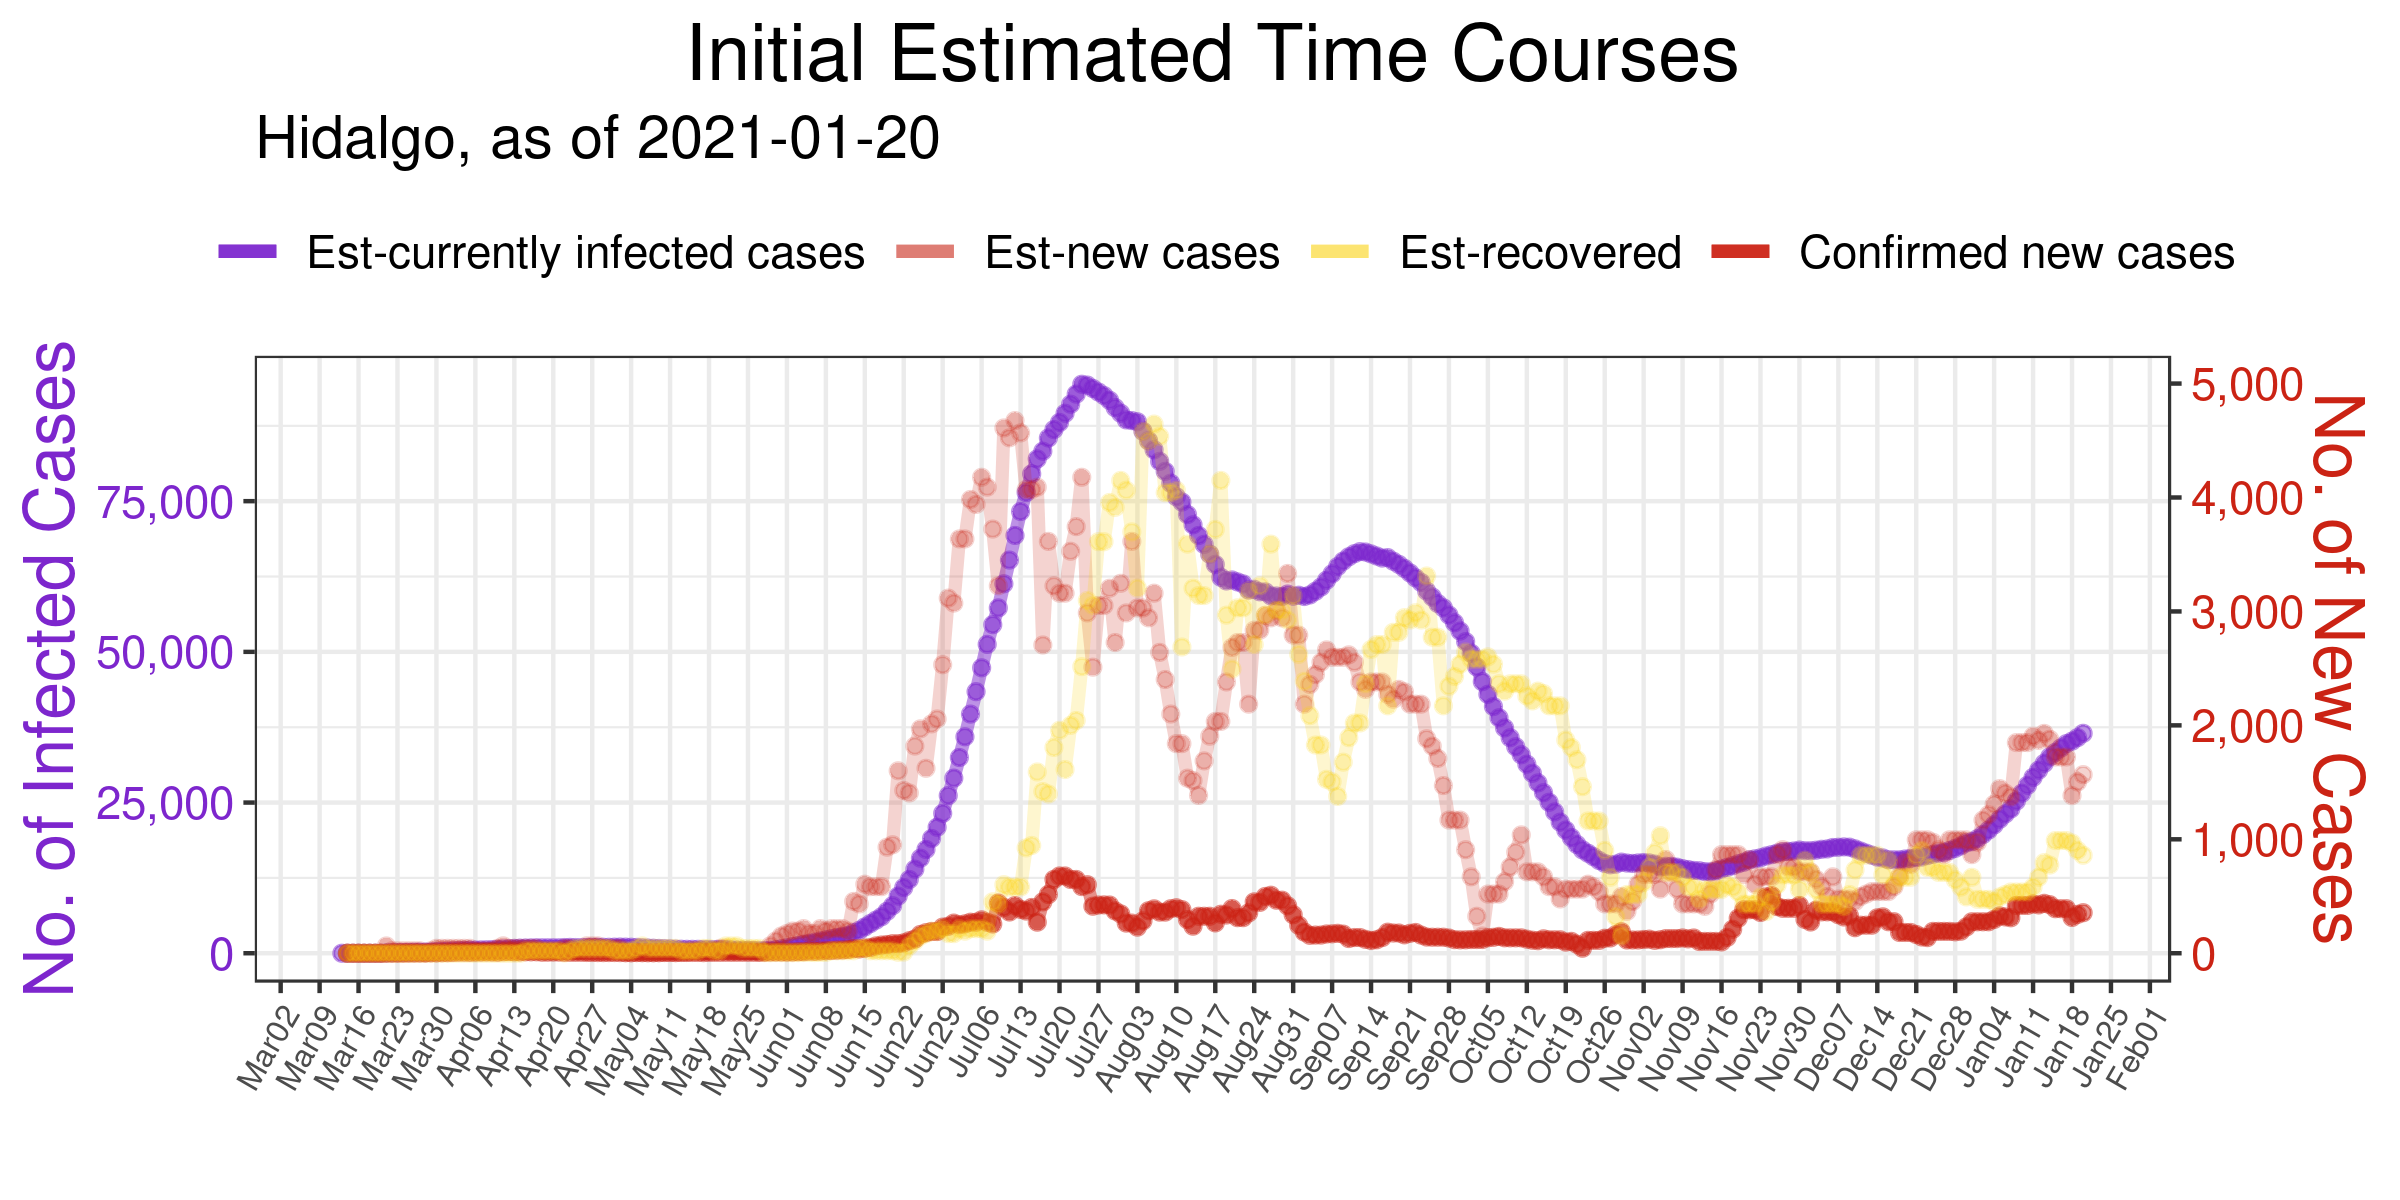 Initial Estimated Time Courses
Hidalgo, as of 2021-01-20
Est-currently infected cases Est-new cases Est-recovered Confirmed new cases
No. of Infected Cases
75,000
50,000
25,000
0
5,000
4,000
3,000
2,000
1,000
0
No. of New Cases
Mar02 Mar09 Mar16 Mar23 Mar30 Apr06 Apr13 Apr20 Apr27 May04 May11 May18 May25 Jun01 Jun08 Jun15 Jun22 Jun29 Jul06 Jul13 Jul20 Jul27 Aug03 Aug10 Aug17 Aug24 Aug31 Sep07 Sep14 Sep21 Sep28 Oct05 Oct12 Oct19 Oct26 Nov02 Nov09 Nov16 Nov23 Nov30 Dec07 Dec14 Dec21 Dec28 Jan04 Jan11 Jan18 Jan25 Feb01